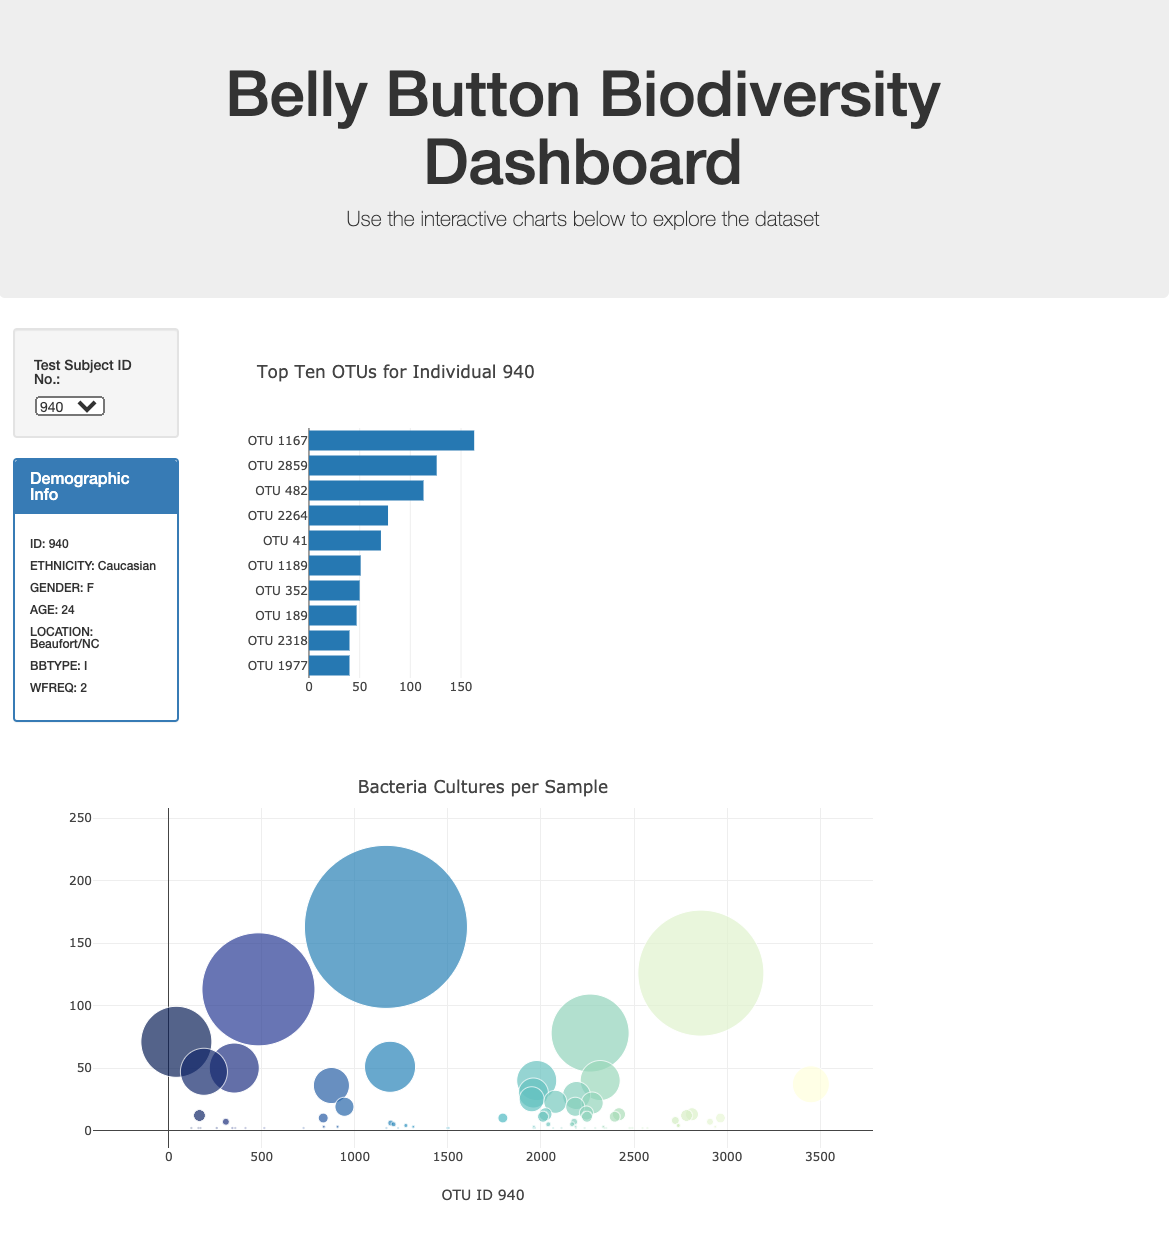 Belly Button Biodiversity
Dashboard
Use the interactive charts below to explore the dataset
Test Subject ID
No.:
940
Demographic
Info
ID: 940
ETHNICITY: Caucasian
GENDER: F
AGE: 24
LOCATION:
Beaufort/NC
BBTYPE: I
WFREQ: 2
Top Ten OTUs for Individual 940
OTU 1167
OTU 2859
OTU 482
OTU 2264
OTU 41
OTU 1189
OTU 352
OTU 189
OTU 2318
OTU 1977
0 50 100 150
Bacteria Cultures per Sample
250
200
150
100
50
0
0 500 1000 1500 2000 2500 3000 3500
OTU ID 940